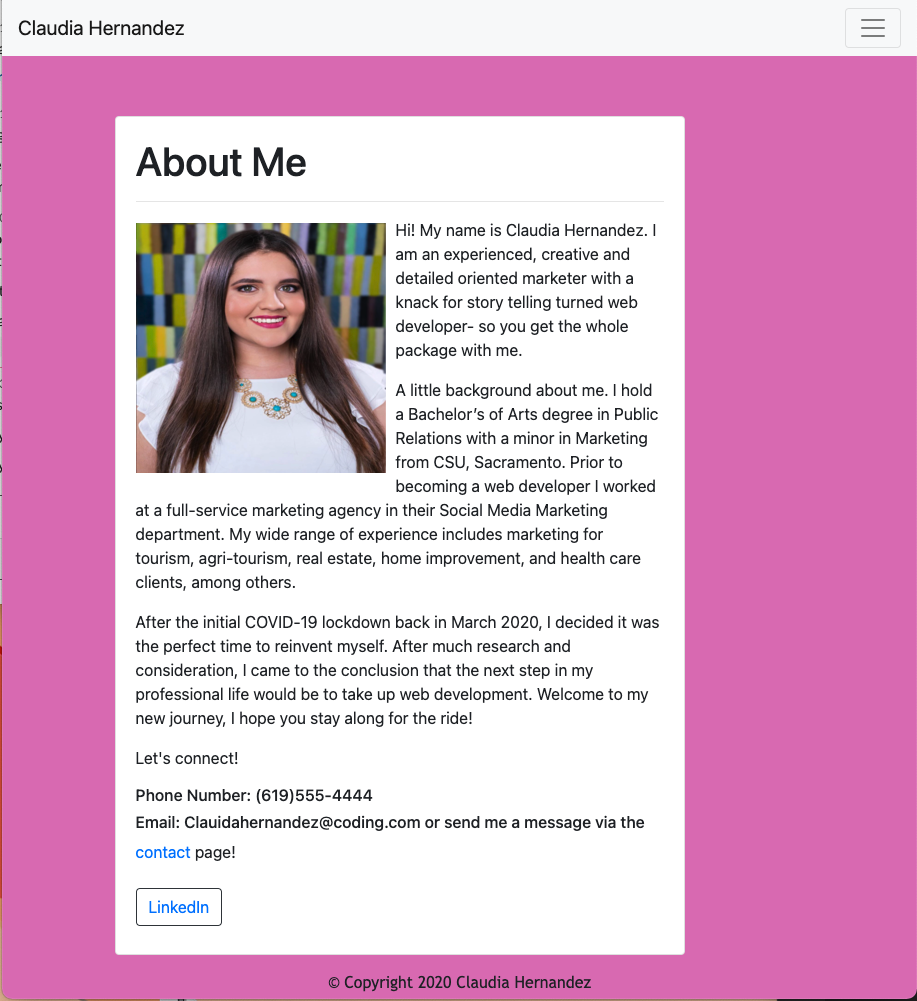 Claudia Hernandez
About Me
Hi! My name is Claudia Hernandez. I
am an experienced, creative and
detailed oriented marketer with a
knack for story telling turned web
developer- so you get the whole
package with me.
A little background about me. I hold
a Bachelor’s of Arts degree in Public
Relations with a minor in Marketing
from CSU, Sacramento. Prior to
becoming a web developer I worked
at a full-service marketing agency in their Social Media Marketing
department. My wide range of experience includes marketing for
tourism, agri-tourism, real estate, home improvement, and health care
clients, among others.
After the initial COVID-19 lockdown back in March 2020, I decided it was
the perfect time to reinvent myself. After much research and
consideration, I came to the conclusion that the next step in my
professional life would be to take up web development. Welcome to my
new journey, I hope you stay along for the ride!
Let's connect!
Phone Number: (619)555-4444
Email: Clauidahernandez@coding.com or send me a message via the
contact page!
LinkedIn
© Copyright 2020 Claudia Hernandez